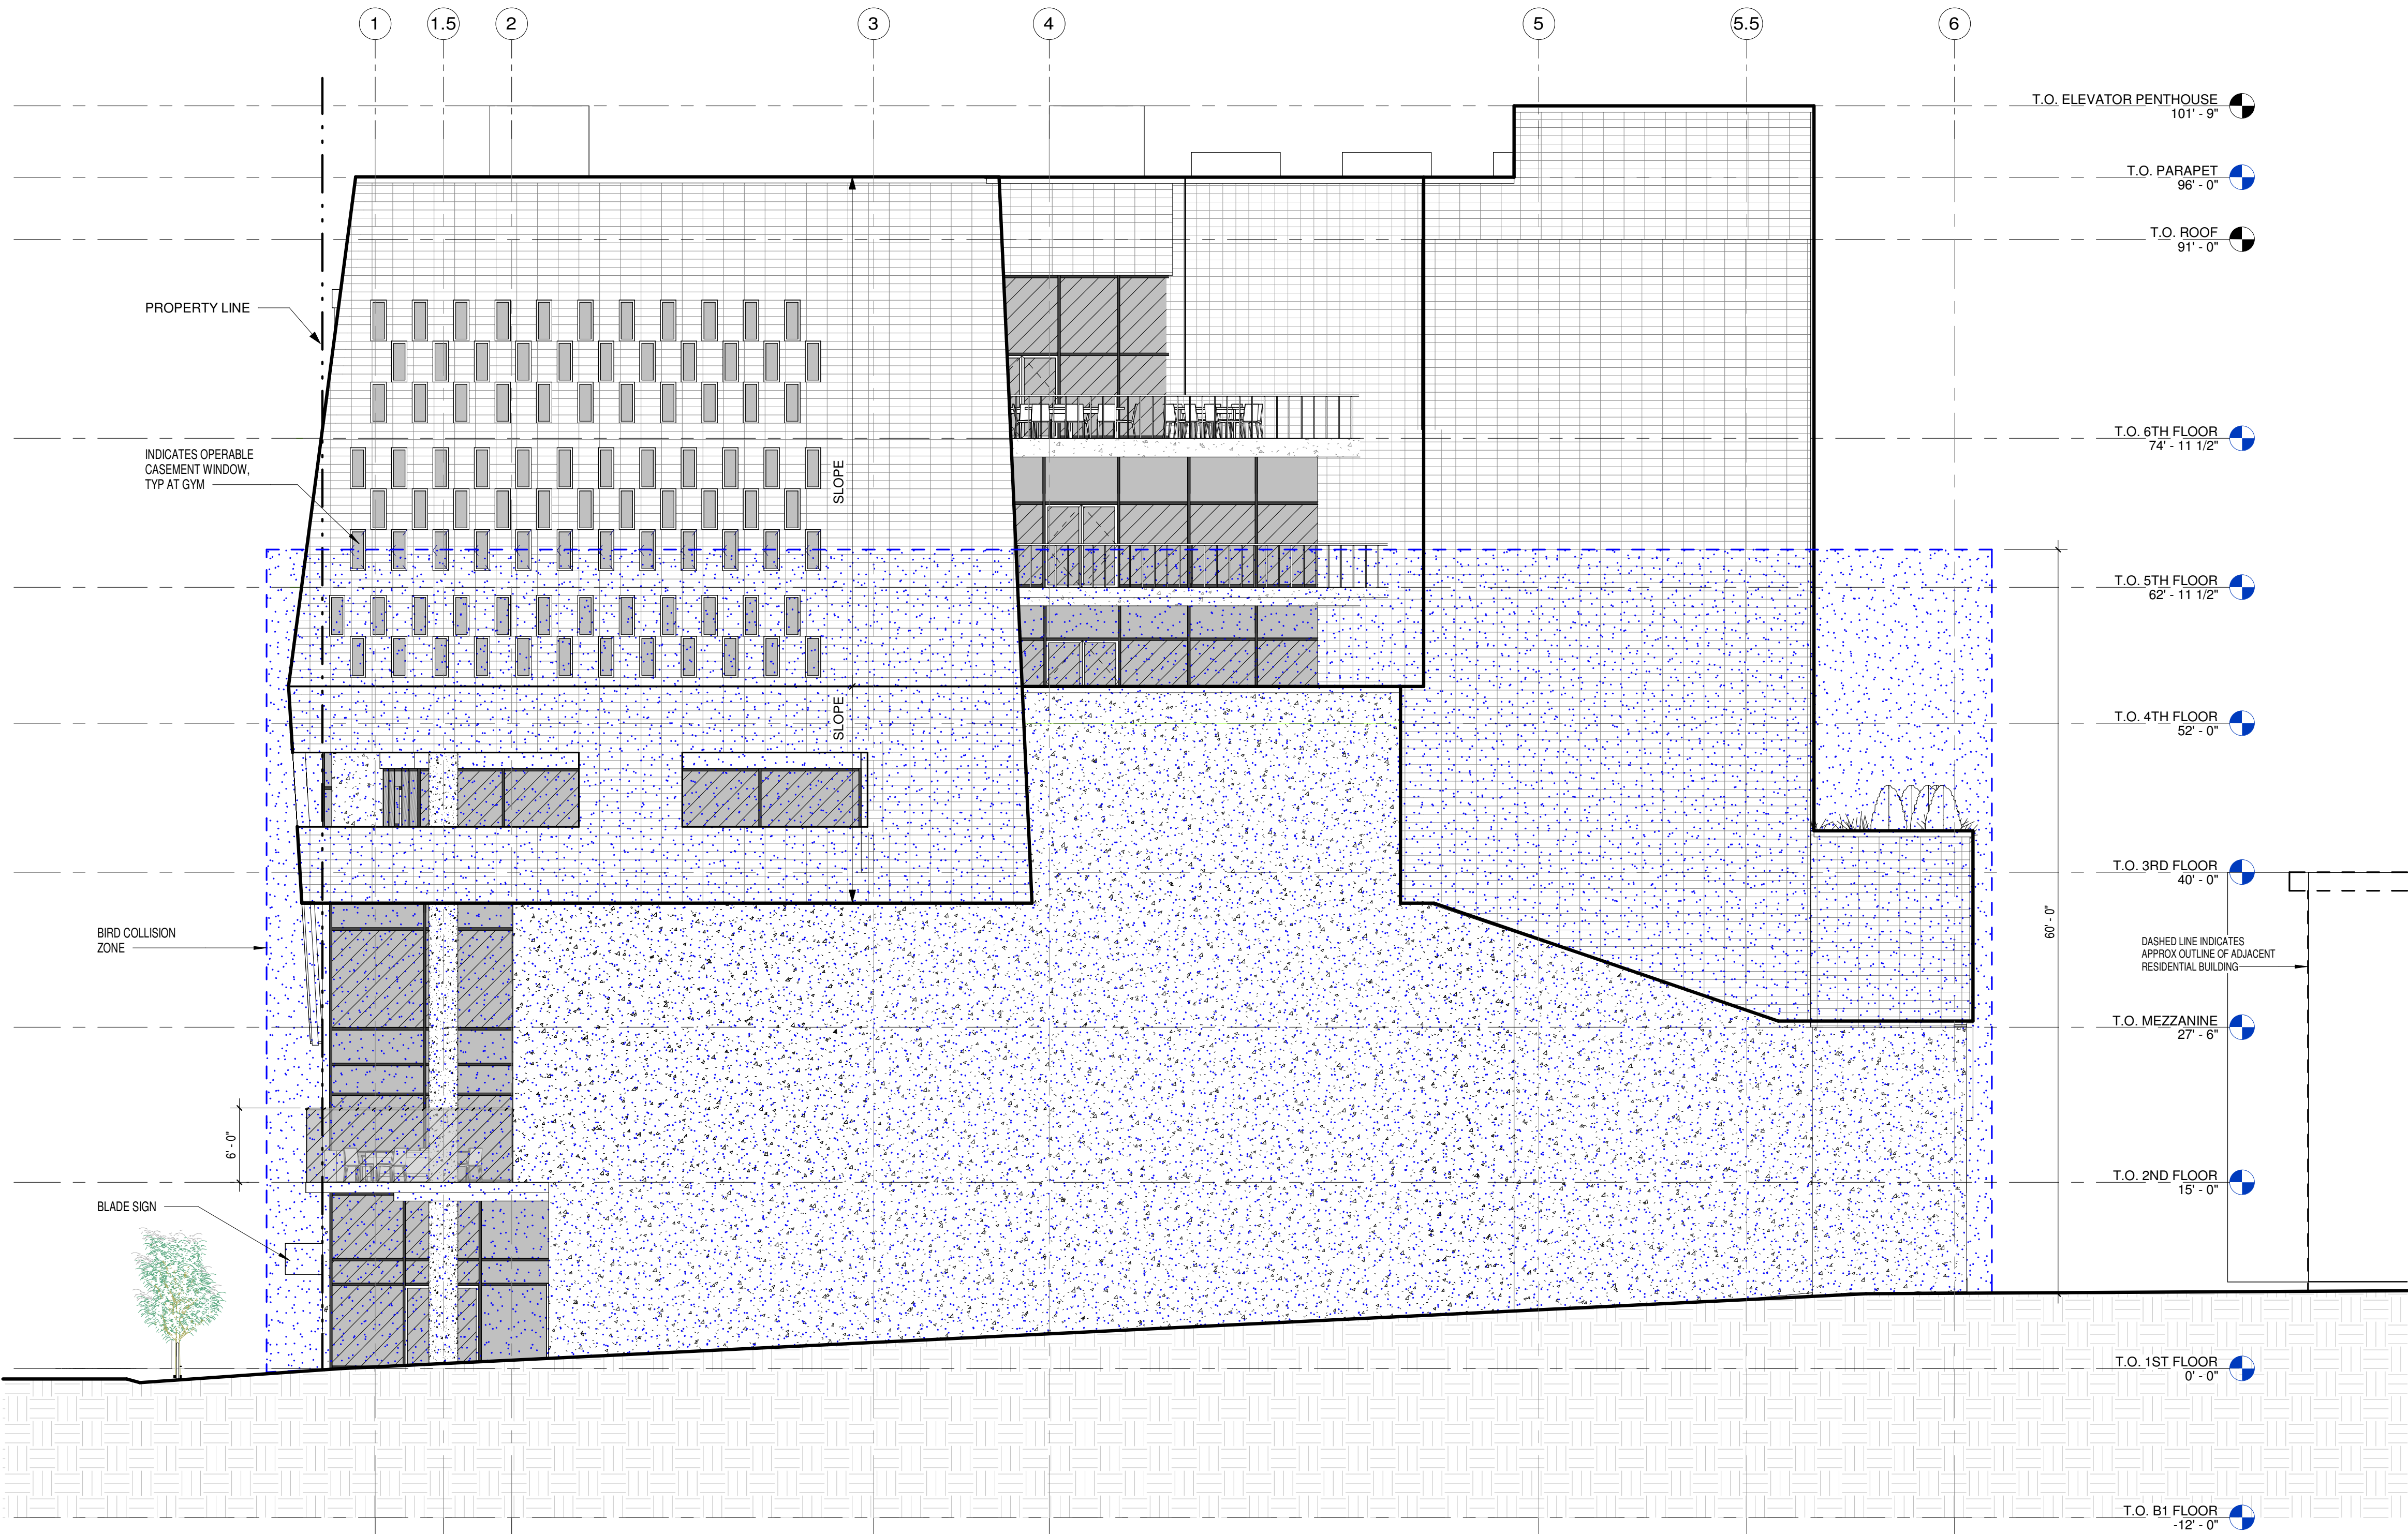 1
1.5
2
3
4
5
5.5
6
T.O. ELEVATOR PENTHOUSE
101' - 9"
T.O. PARAPET
96' - 0"
T.O. ROOF
91' - 0"
PROPERTY LINE
T.O. 6TH FLOOR
74' - 11 1/2"
INDICATES OPERABLE
CASEMENT WINDOW,
TYP AT GYM
SLOPE
T.O. 5TH FLOOR
62' - 11 1/2"
SLOPE
T.O. 4TH FLOOR
52' - 0"
T.O. 3RD FLOOR
40' - 0"
BIRD COLLISION
ZONE
60' - 0"
DASHED LINE INDICATES
APPROX OUTLINE OF ADJACENT
RESIDENTIAL BUILDING
T.O. MEZZANINE
27' - 6"
6' - 0"
T.O. 2ND FLOOR
15' - 0"
BLADE SIGN
T.O. 1ST FLOOR
0' - 0"
T.O. B1 FLOOR
-12' - 0"